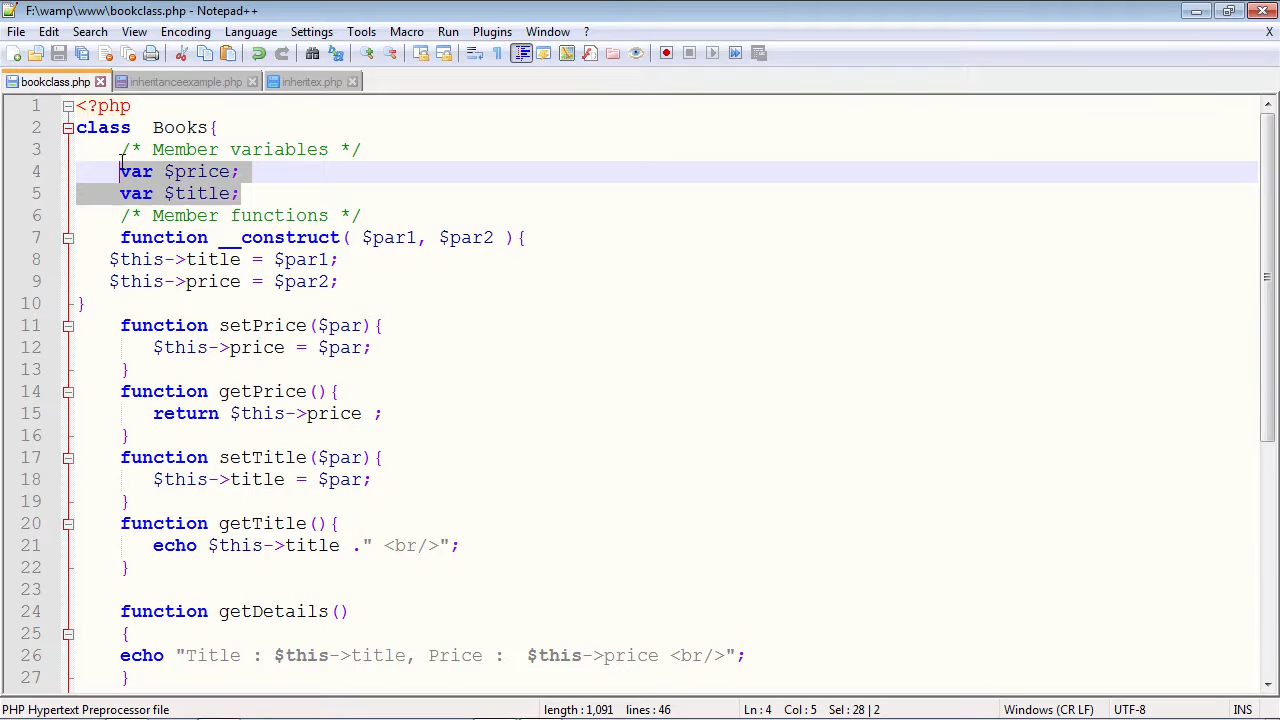 F:\wamp\www\bookclass.php - Notepad++
File Edit Search View Encoding Language Settings Tools Macro Run Plugins Window ? X
bookclass.php inheritanceexample.php inheritex.php
1 <?php
2 class  Books{
3 /* Member variables */
4 var $price;
5 var $title;
6 /* Member functions */
7 function __construct( $par1, $par2 ){
8 $this->title = $par1;
9 $this->price = $par2;
10 }
11 function setPrice($par){
12 $this->price = $par;
13 }
14 function getPrice(){
15 return $this->price ;
16 }
17 function setTitle($par){
18 $this->title = $par;
19 }
20 function getTitle(){
21 echo $this->title ." <br/>";
22 }
23
24 function getDetails()
25 {
26 echo "Title : $this->title, Price :  $this->price <br/>";
27 }
PHP Hypertext Preprocessor file length : 1,091 lines : 46 Ln : 4 Col : 5 Sel : 28 | 2 Windows (CR LF) UTF-8 INS